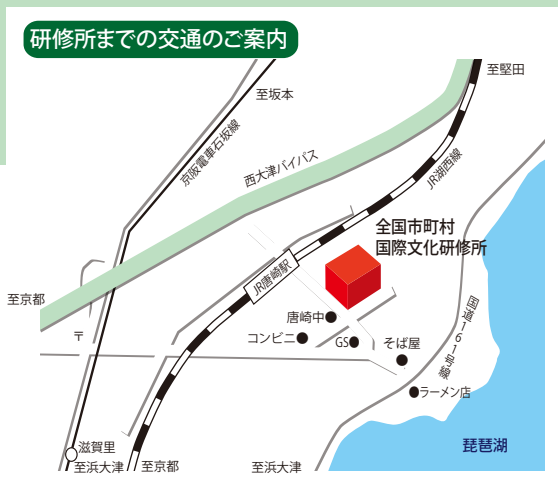 研修所までの交通のご案内
至堅田
至坂本
京阪電車石坂線
西大津バイパス
JR湖西線
全国市町村
国際文化研修所
JR唐崎駅
至京都
唐崎中
国道161号線
〒
コンビニ
GS
そば屋
ラーメン店
滋賀里
琵琶湖
至浜大津
至京都
至浜大津